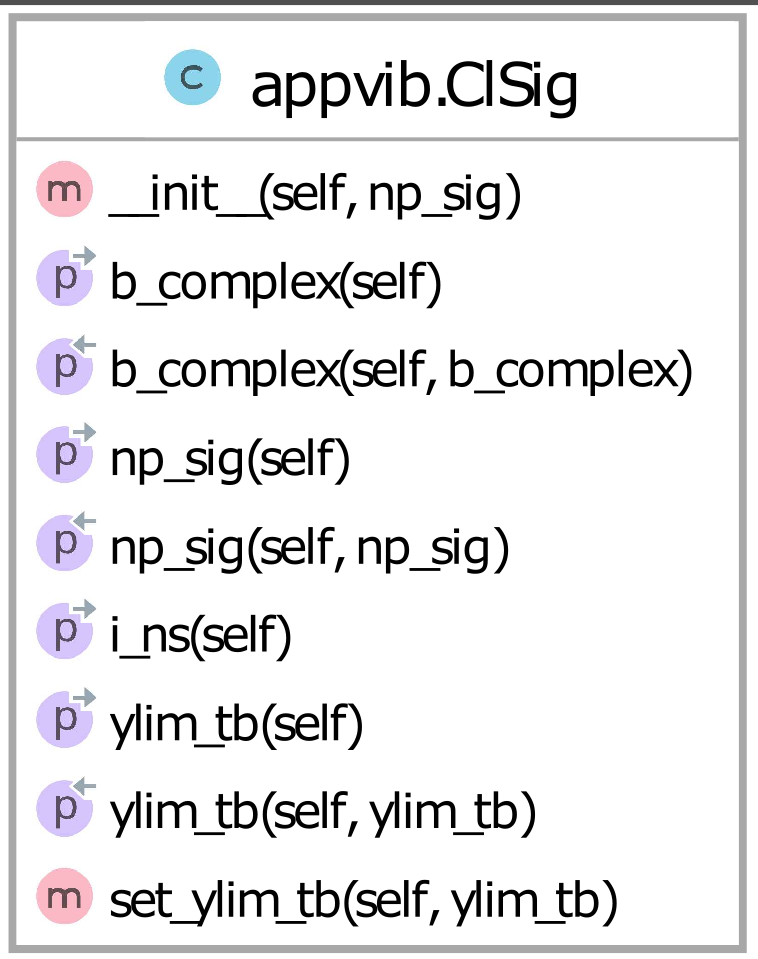 c appvib.ClSig
m __init__(self, np_sig)
p b_complex(self)
p b_complex(self, b_complex)
p np_sig(self)
p np_sig(self, np_sig)
p i_ns(self)
p ylim_tb(self)
p ylim_tb(self, ylim_tb)
m set_ylim_tb(self, ylim_tb)